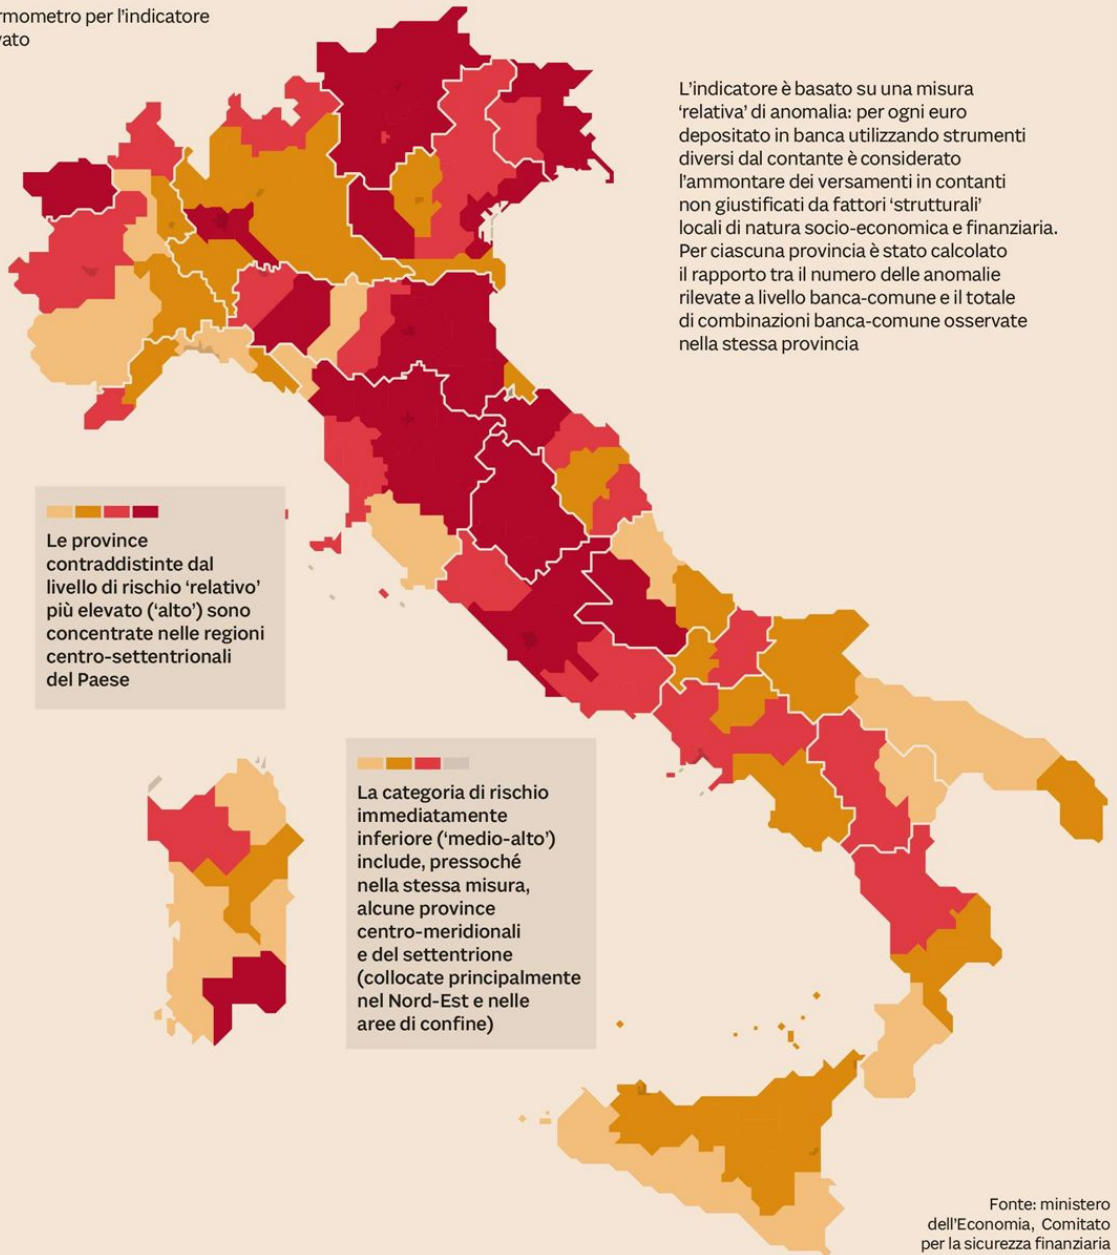 rmometro per l'indicatore
vato
L'indicatore è basato su una misura
'relativa' di anomalia: per ogni euro
depositato in banca utilizzando strumenti
diversi dal contante è considerato
l'ammontare dei versamenti in contanti
non giustificati da fattori 'strutturali'
locali di natura socio-economica e finanziaria.
Per ciascuna provincia è stato calcolato
il rapporto tra il numero delle anomalie
rilevate a livello banca-comune e il totale
di combinazioni banca-comune osservate
nella stessa provincia
Le province
contraddistinte dal
livello di rischio 'relativo'
più elevato ('alto') sono
concentrate nelle regioni
centro-settentrionali
del Paese
La categoria di rischio
immediatamente
inferiore ('medio-alto')
include, pressoché
nella stessa misura,
alcune province
centro-meridionali
e del settentrione
(collocate principalmente
nel Nord-Est e nelle
aree di confine)
Fonte: ministero
dell'Economia, Comitato
per la sicurezza finanziaria